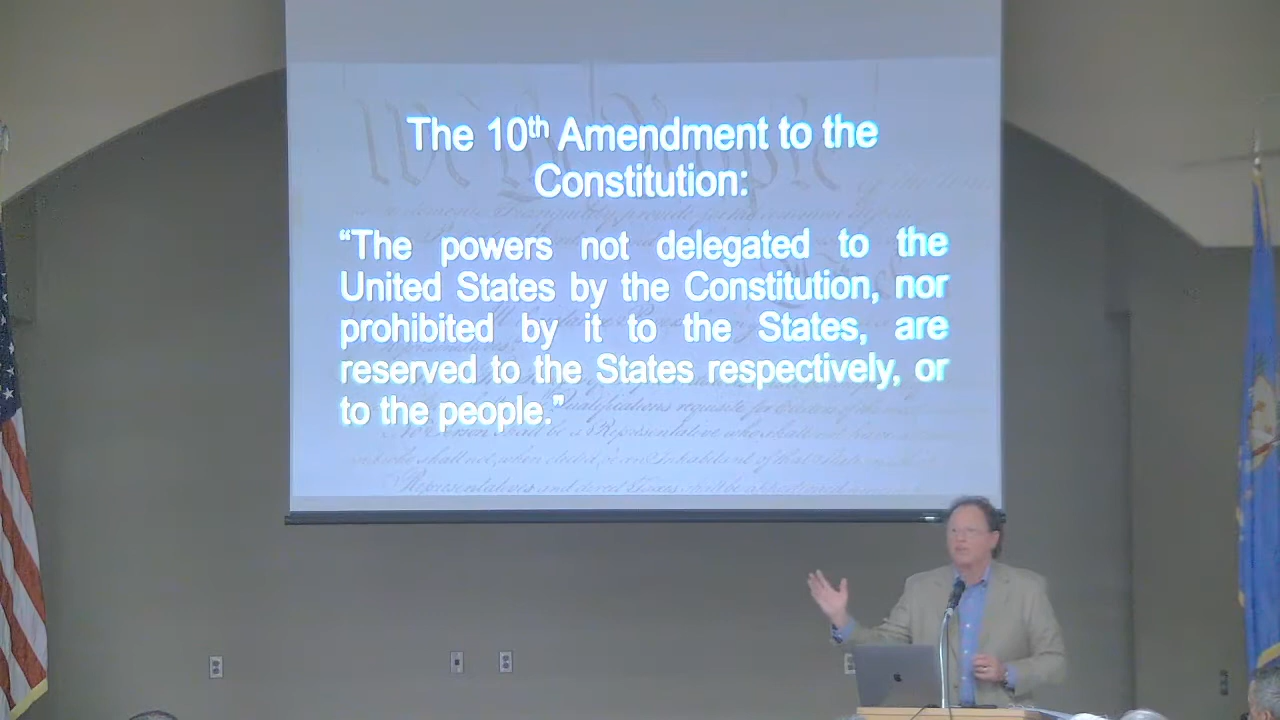 The 10th Amendment to the
Constitution:
“The powers not delegated to the
United States by the Constitution, nor
prohibited by it to the States, are
reserved to the States respectively, or
to the people.”